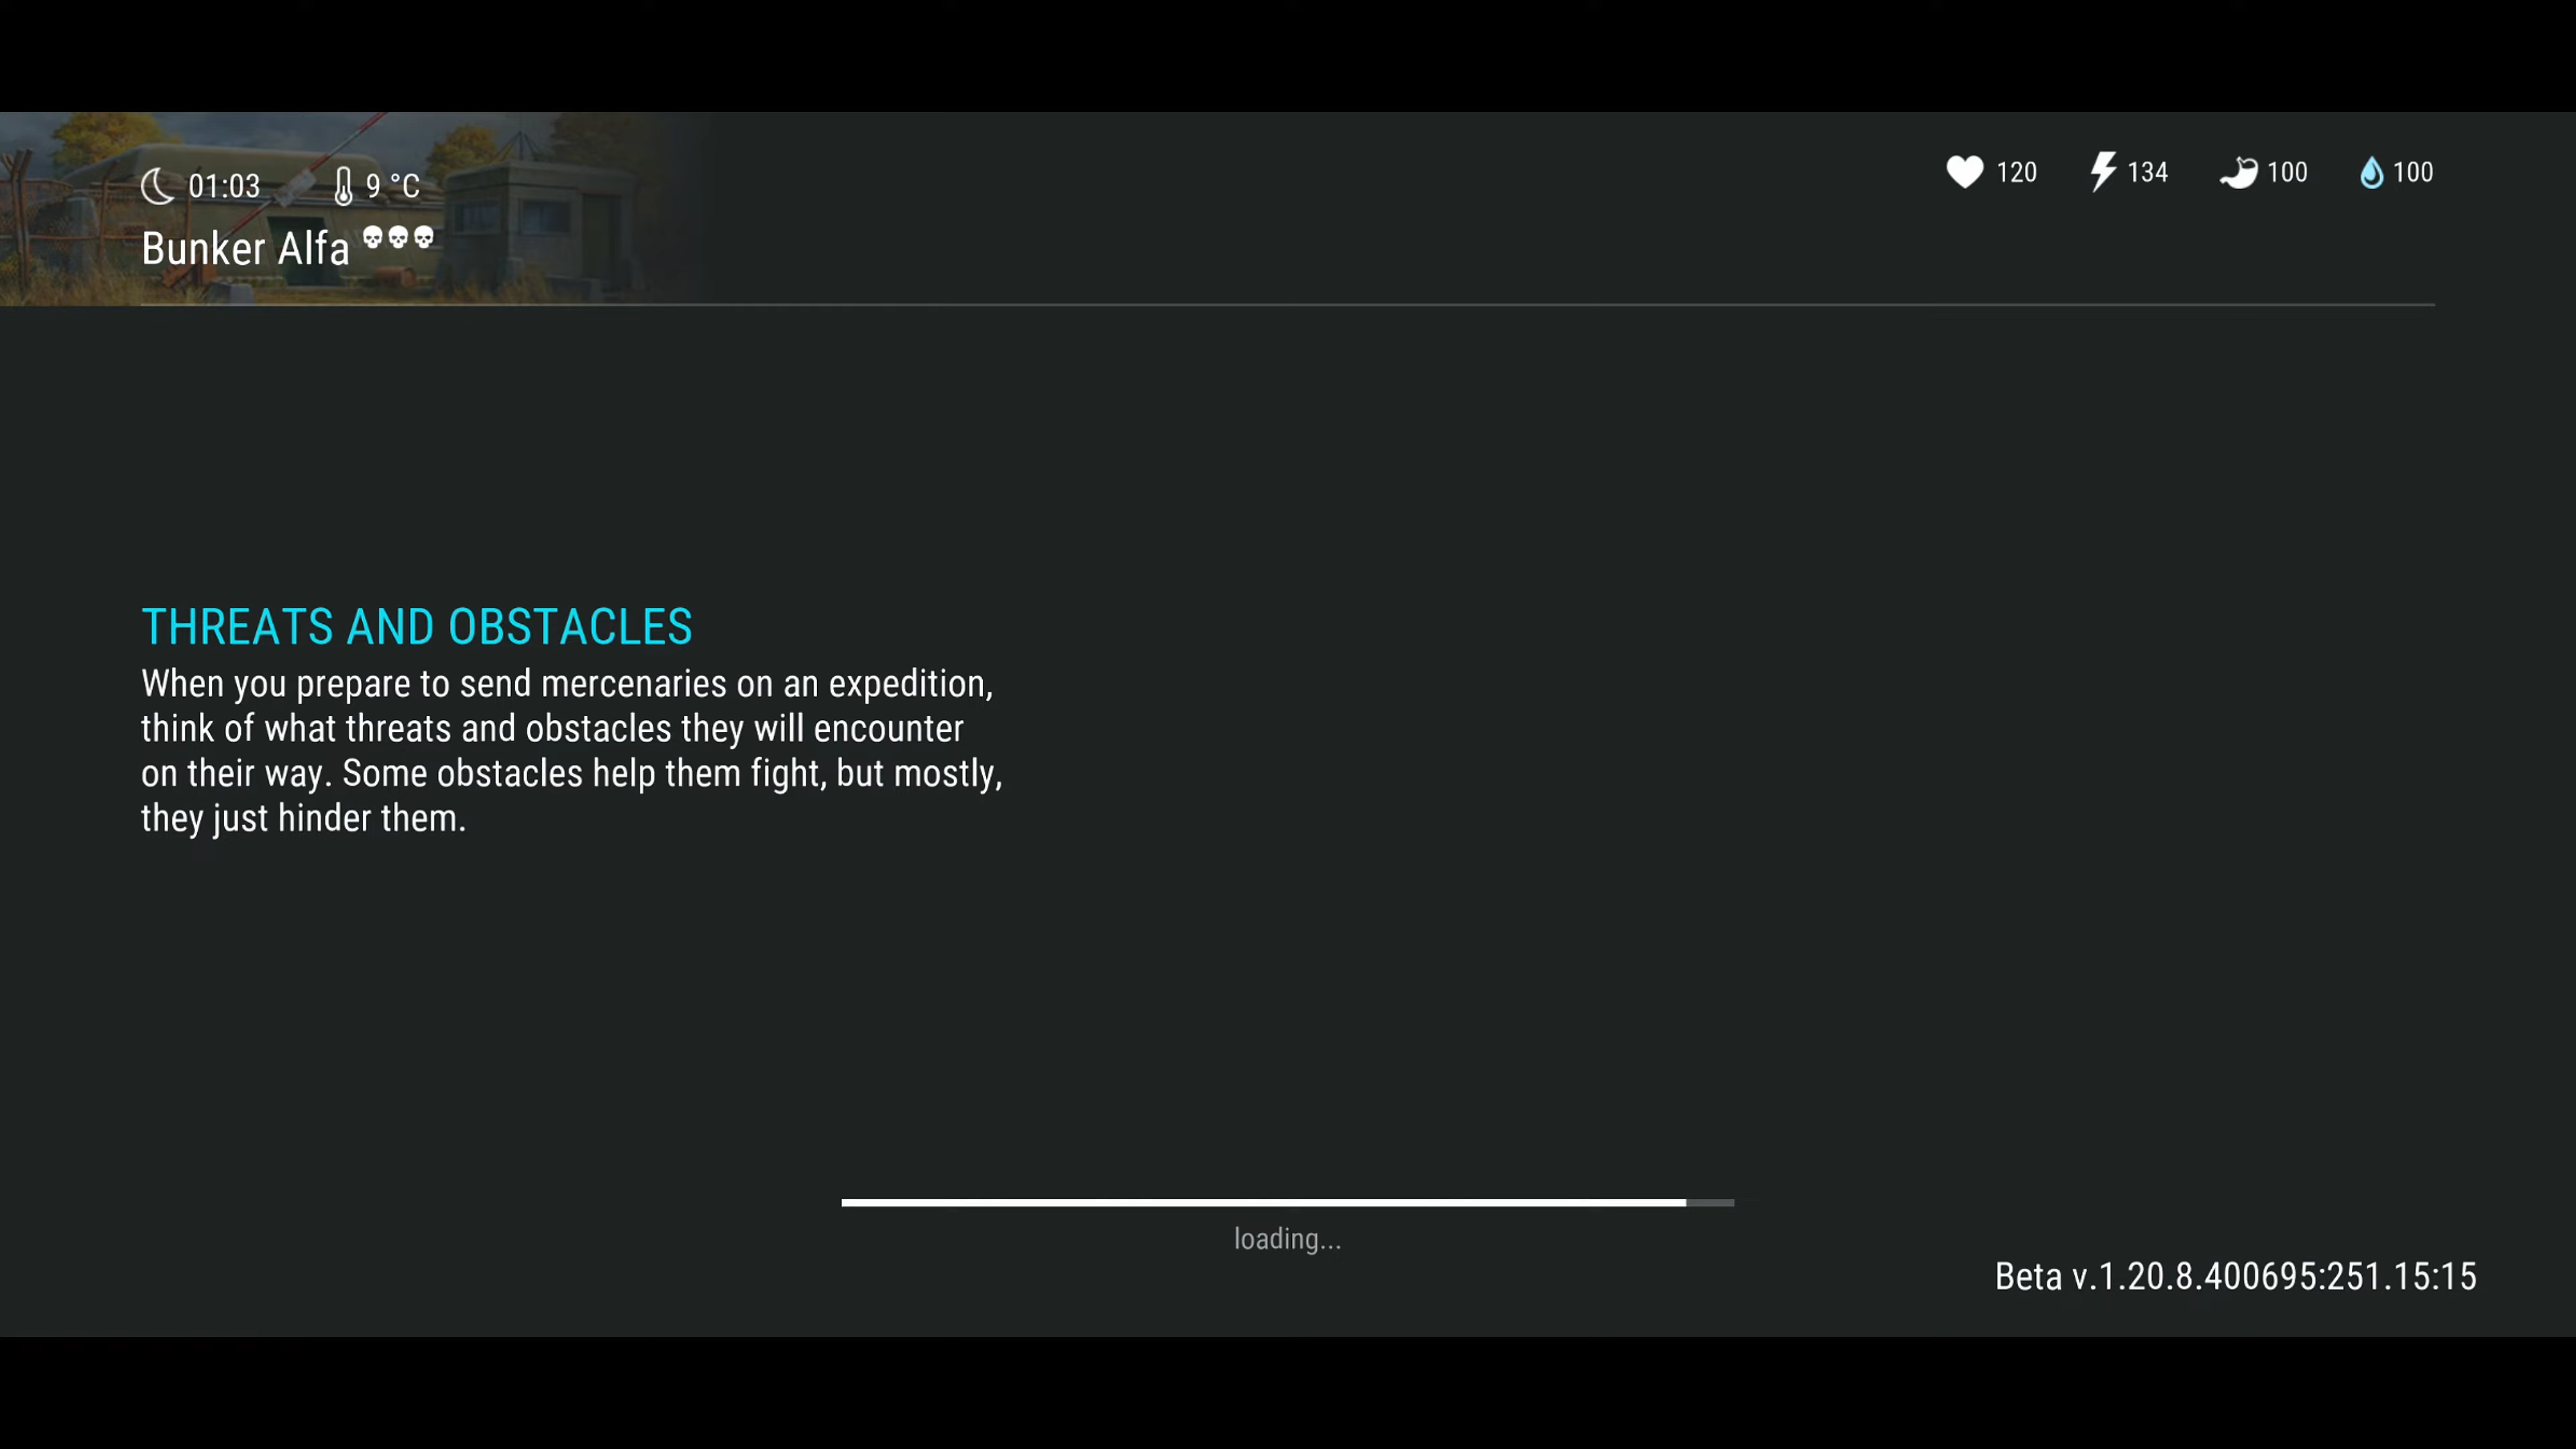 01:03 9 °C
Bunker Alfa
120 134 100 100
THREATS AND OBSTACLES
When you prepare to send mercenaries on an expedition,
think of what threats and obstacles they will encounter
on their way. Some obstacles help them fight, but mostly,
they just hinder them.
loading...
Beta v.1.20.8.400695:251.15:15